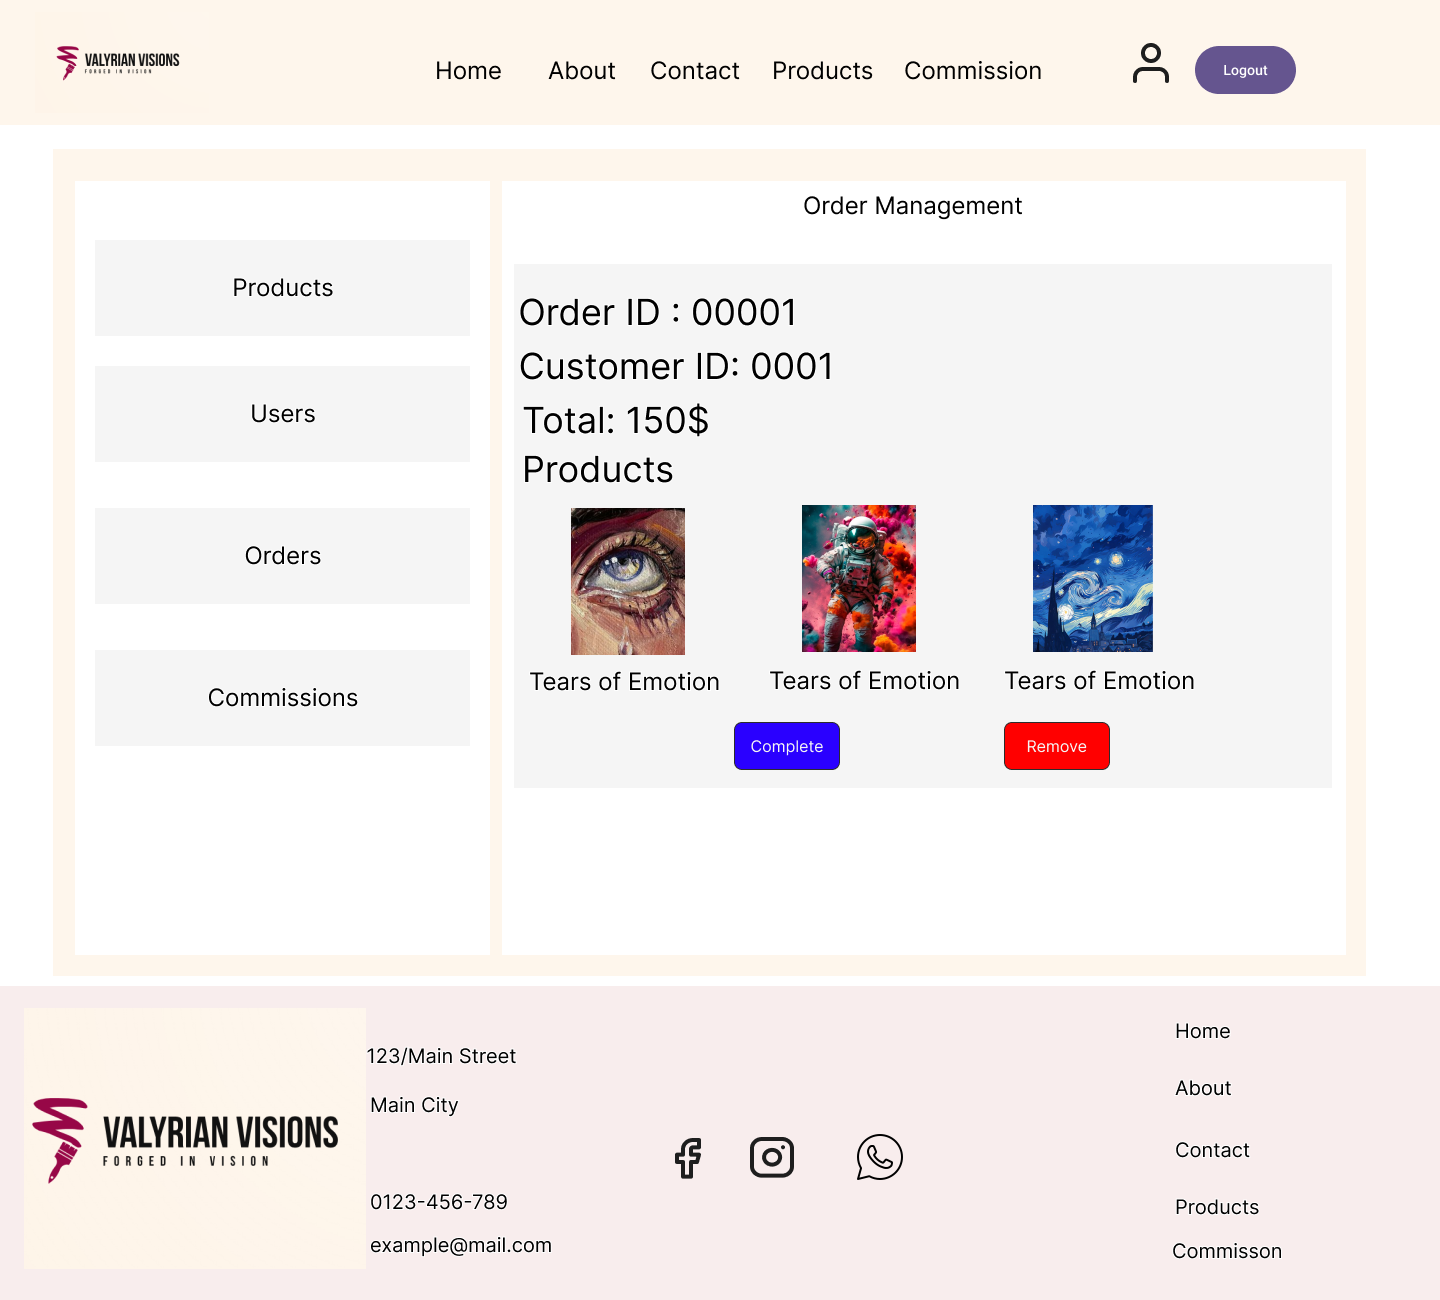 VALYRIAN VISIONS
FORGED IN VISION
Home About Contact Products Commission
Logout
Products
Users
Orders
Commissions
Order Management
Order ID : 00001
Customer ID: 0001
Total: 150$
Products
Tears of Emotion Tears of Emotion Tears of Emotion
Complete Remove
VALYRIAN VISIONS
FORGED IN VISION
123/Main Street
Main City
0123-456-789
example@mail.com
Home
About
Contact
Products
Commisson